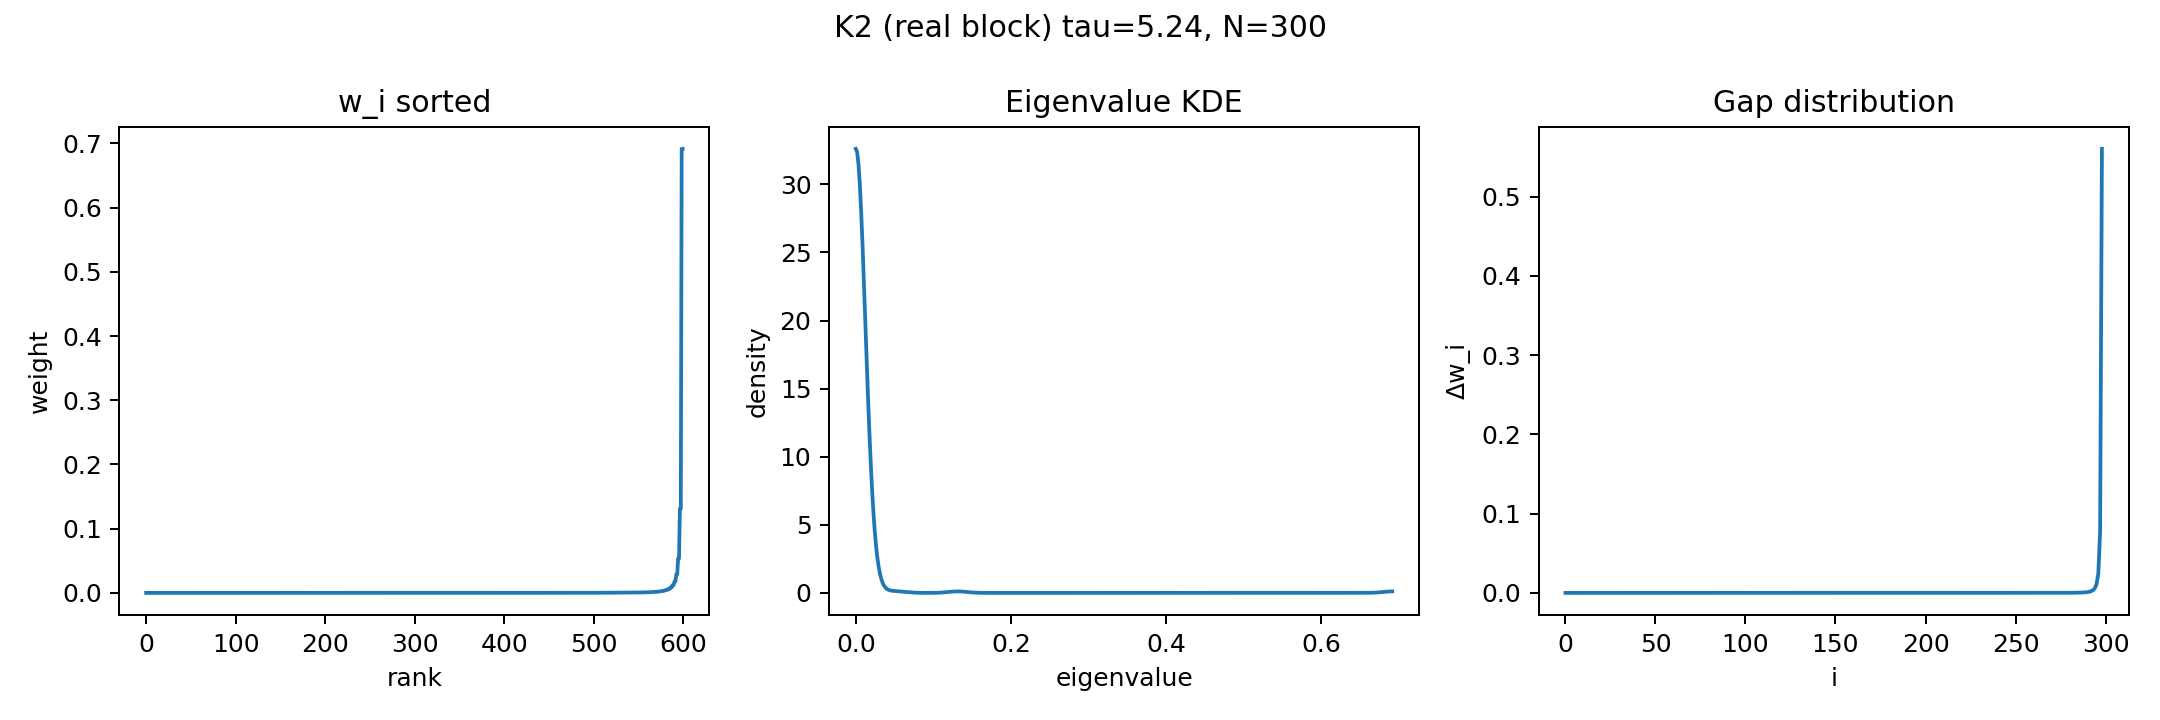 K2 (real block) tau=5.24, N=300
w_i sorted
Eigenvalue KDE
Gap distribution
0.7
0.6
0.5
0.4
0.3
0.2
0.1
0.0
weight
0 100 200 300 400 500 600
rank
30
25
20
15
10
5
0
density
0.0 0.2 0.4 0.6
eigenvalue
0.5
0.4
0.3
0.2
0.1
0.0
Δw_i
0 50 100 150 200 250 300
i